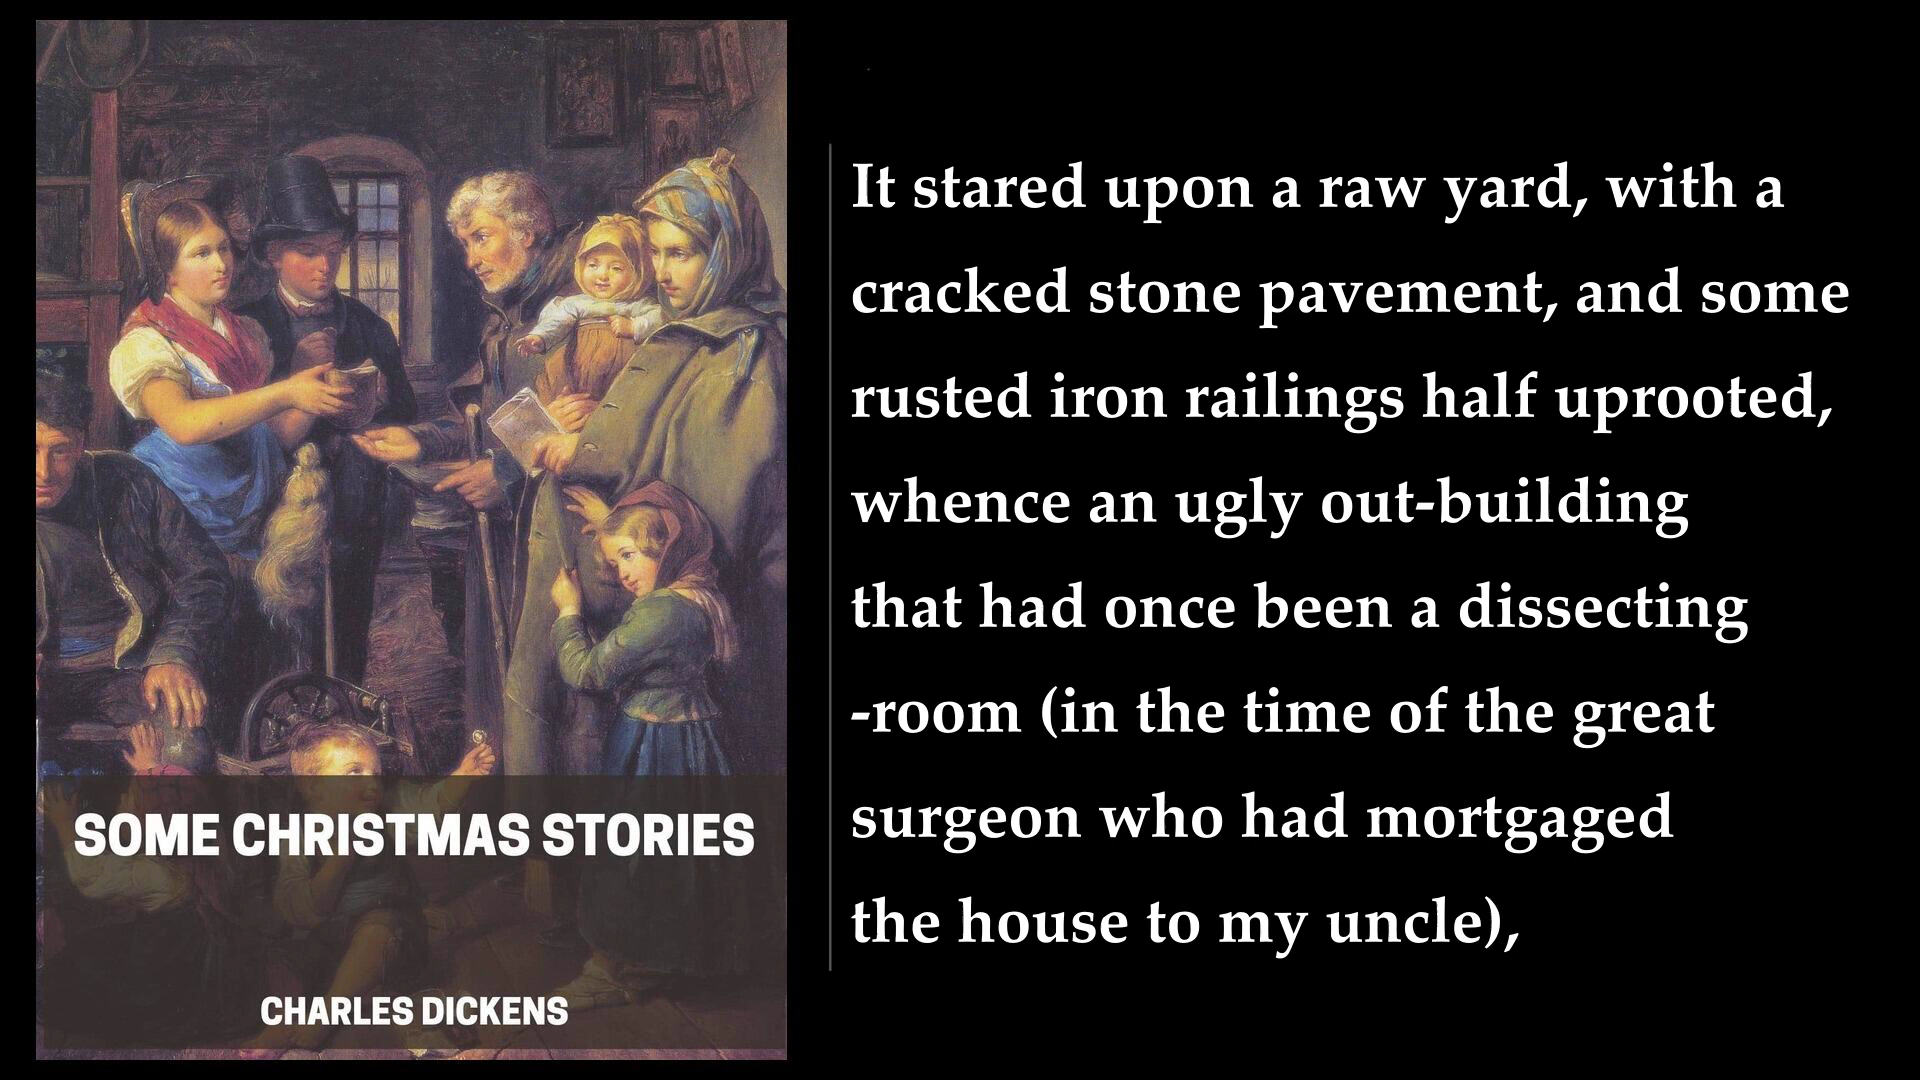 SOME CHRISTMAS STORIES
CHARLES DICKENS
It stared upon a raw yard, with a
cracked stone pavement, and some
rusted iron railings half uprooted,
whence an ugly out-building
that had once been a dissecting
-room (in the time of the great
surgeon who had mortgaged
the house to my uncle),